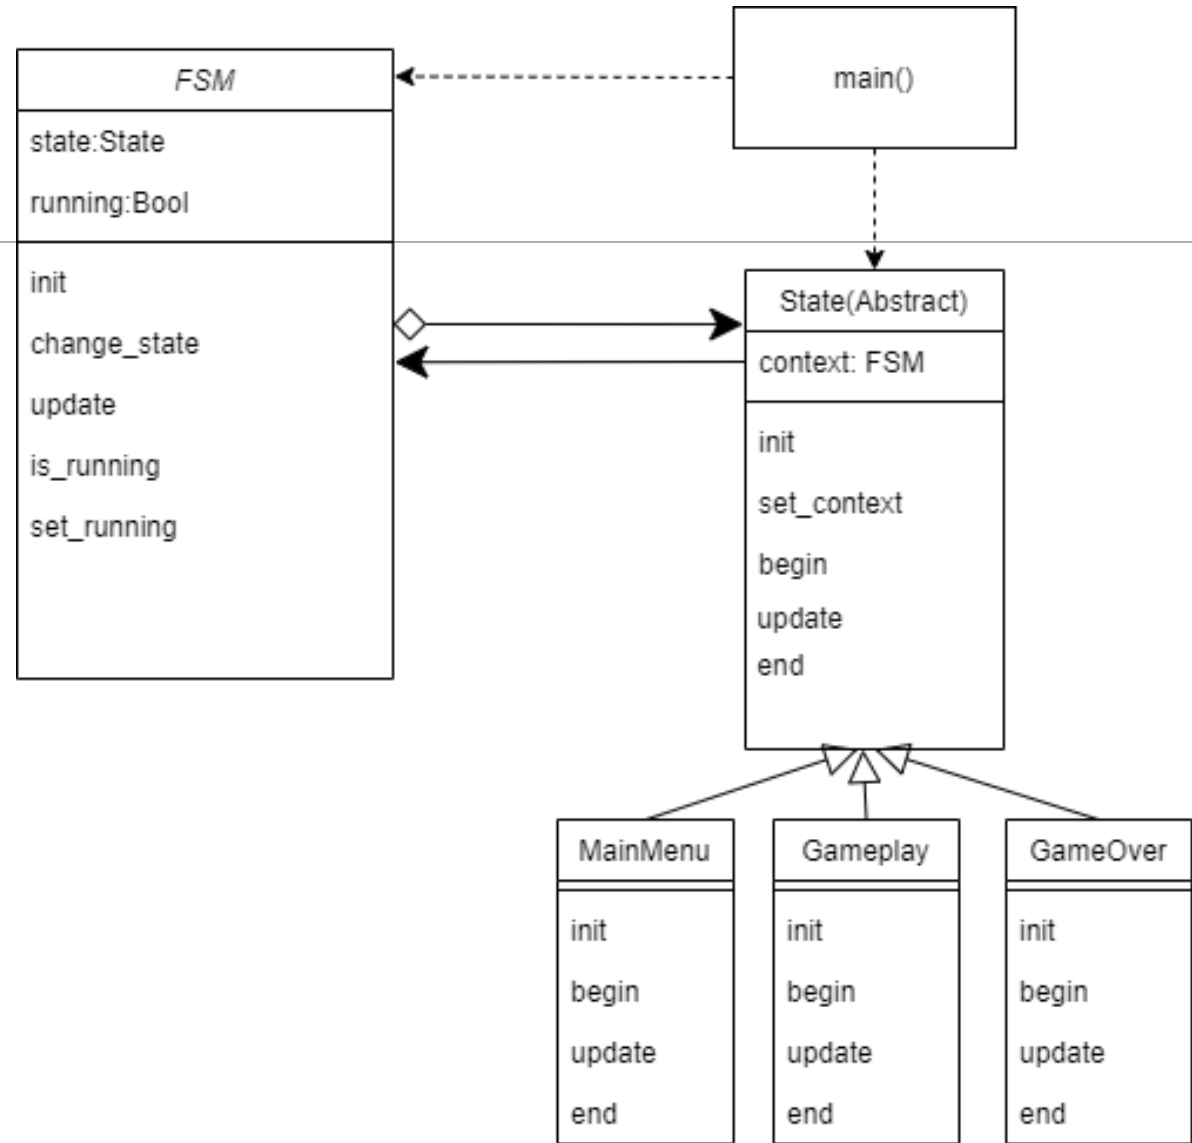 FSM
state:State
running:Bool
init
change_state
update
is_running
set_running
main()
State(Abstract)
context: FSM
init
set_context
begin
update
end
MainMenu
init
begin
update
end
Gameplay
init
begin
update
end
GameOver
init
begin
update
end